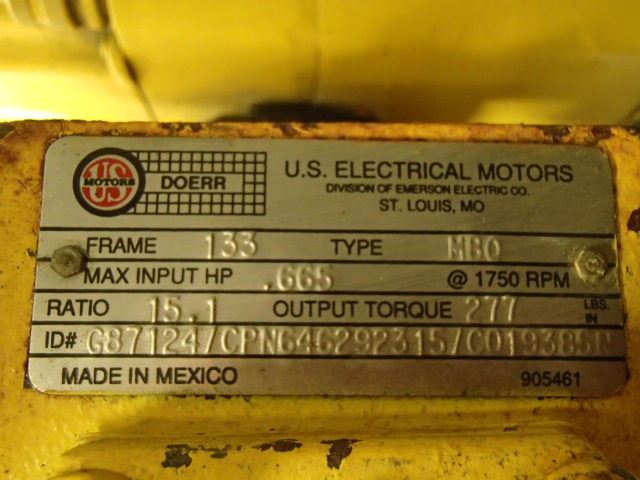 US MOTORS DOERR
U.S. ELECTRICAL MOTORS
DIVISION OF EMERSON ELECTRIC CO.
ST. LOUIS, MO
FRAME 133 TYPE MBO
MAX INPUT HP .665 @ 1750 RPM
RATIO 15.1 OUTPUT TORQUE 277 LBS. IN
ID# G87124/CPN646292315/C019386N
MADE IN MEXICO 905461